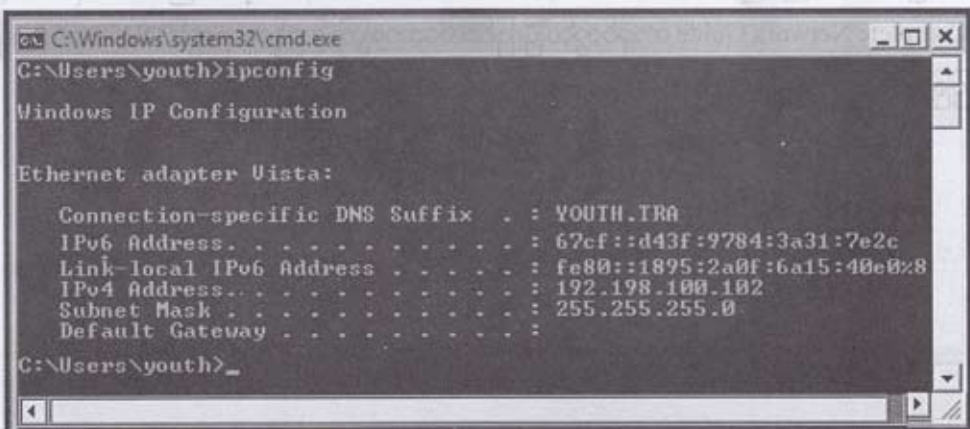 C:\Windows\system32\cmd.exe
C:\Users\youth>ipconfig
Windows IP Configuration
Ethernet adapter Vista:
Connection-specific DNS Suffix . : YOUTH.TRA
IPv6 Address. . . . . . . . . . . : 67cf::d43f:9784:3a31:7e2c
Link-local IPv6 Address . . . . . : fe80::1895:2a0f:6a15:40e0%8
IPv4 Address. . . . . . . . . . . : 192.198.100.102
Subnet Mask . . . . . . . . . . . : 255.255.255.0
Default Gateway . . . . . . . . . :
C:\Users\youth>_